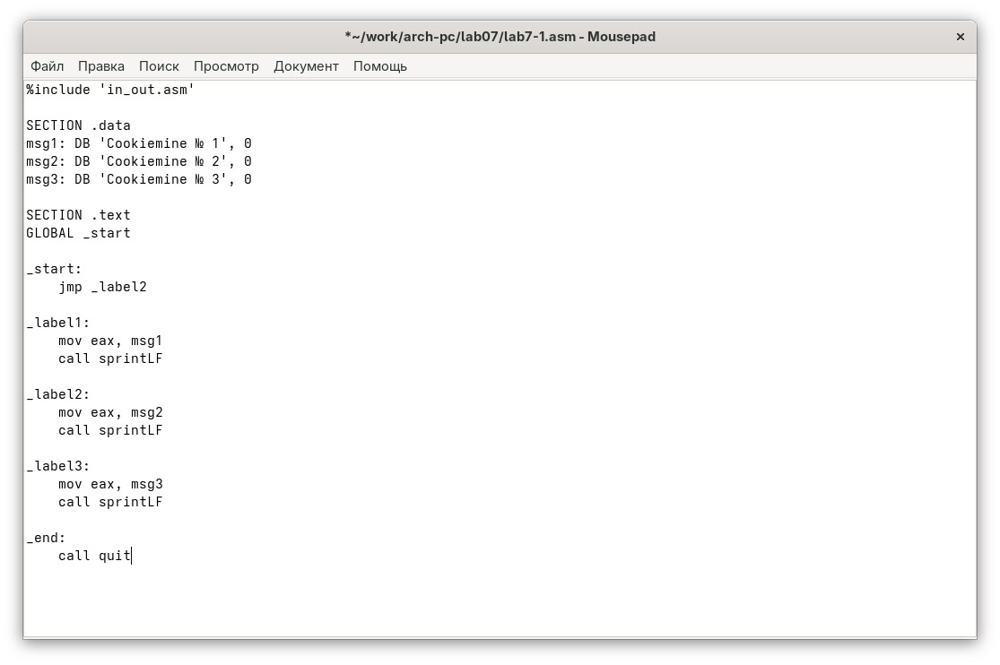 *~/work/arch-pc/lab07/lab7-1.asm - Mousepad
Файл Правка Поиск Просмотр Документ Помощь
%include 'in_out.asm'
SECTION .data
msg1: DB 'Cookiemine № 1', 0
msg2: DB 'Cookiemine № 2', 0
msg3: DB 'Cookiemine № 3', 0
SECTION .text
GLOBAL _start
_start:
    jmp _label2
_label1:
    mov eax, msg1
    call sprintLF
_label2:
    mov eax, msg2
    call sprintLF
_label3:
    mov eax, msg3
    call sprintLF
_end:
    call quit